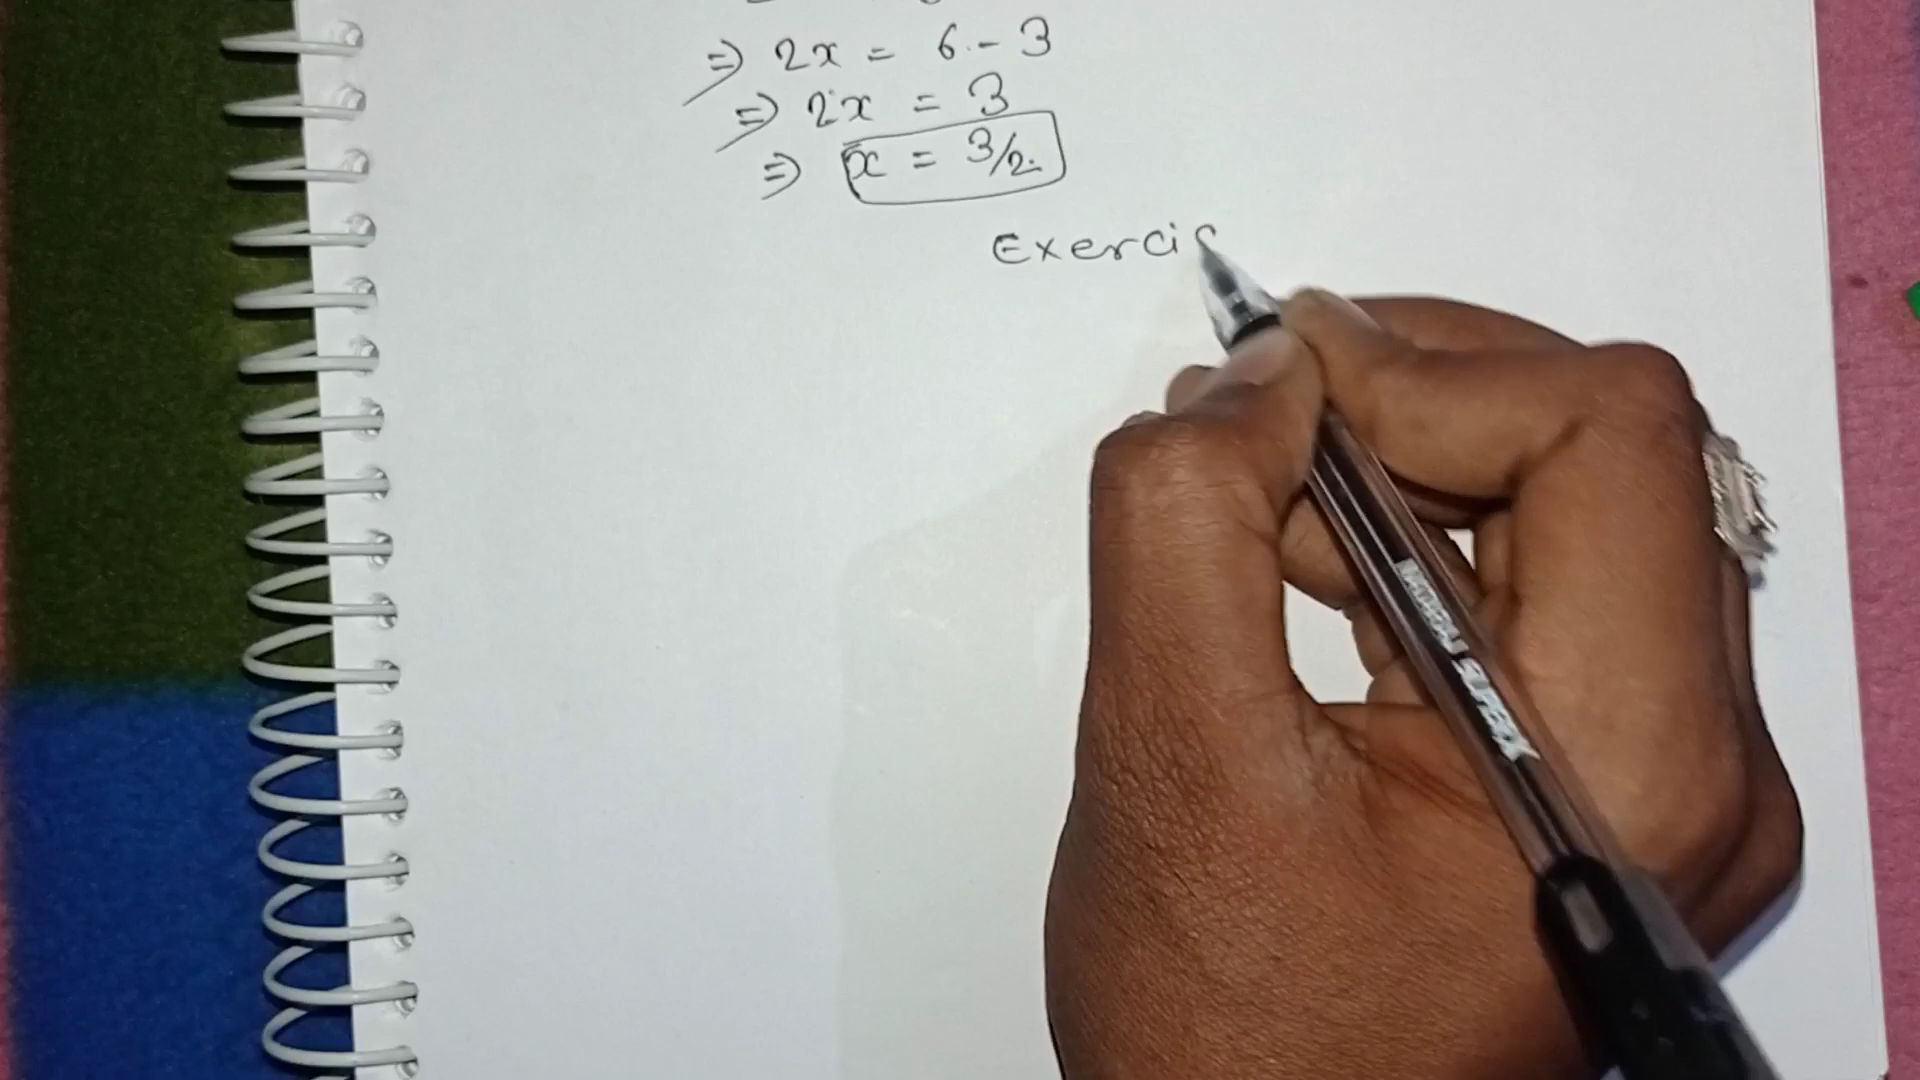 ⇒ 2x = 6 - 3
⇒ 2x = 3
⇒ x = 3/2.
Exercis